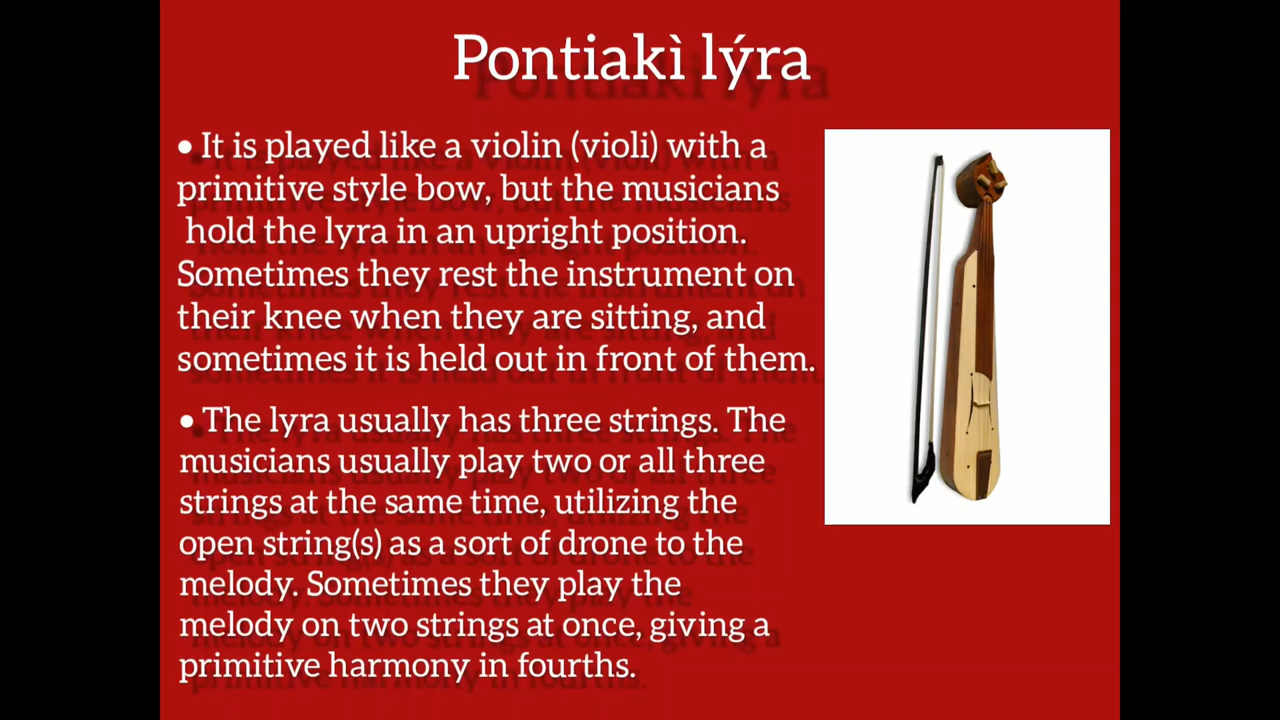 Pontiakì lýra
• It is played like a violin (violi) with a
primitive style bow, but the musicians
hold the lyra in an upright position.
Sometimes they rest the instrument on
their knee when they are sitting, and
sometimes it is held out in front of them.
• The lyra usually has three strings. The
musicians usually play two or all three
strings at the same time, utilizing the
open string(s) as a sort of drone to the
melody. Sometimes they play the
melody on two strings at once, giving a
primitive harmony in fourths.